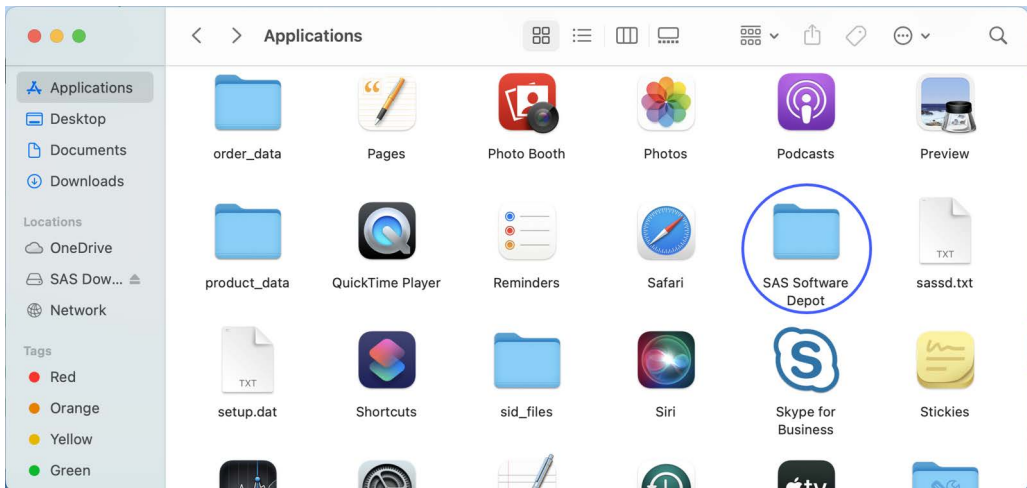 Applications
Applications
Desktop
Documents
Downloads
Locations
OneDrive
SAS Dow...
Network
Tags
Red
Orange
Yellow
Green
order_data
Pages
Photo Booth
Photos
Podcasts
Preview
product_data
QuickTime Player
Reminders
Safari
SAS Software
Depot
TXT
sassd.txt
TXT
setup.dat
Shortcuts
sid_files
Siri
S
Skype for
Business
Stickies
tv